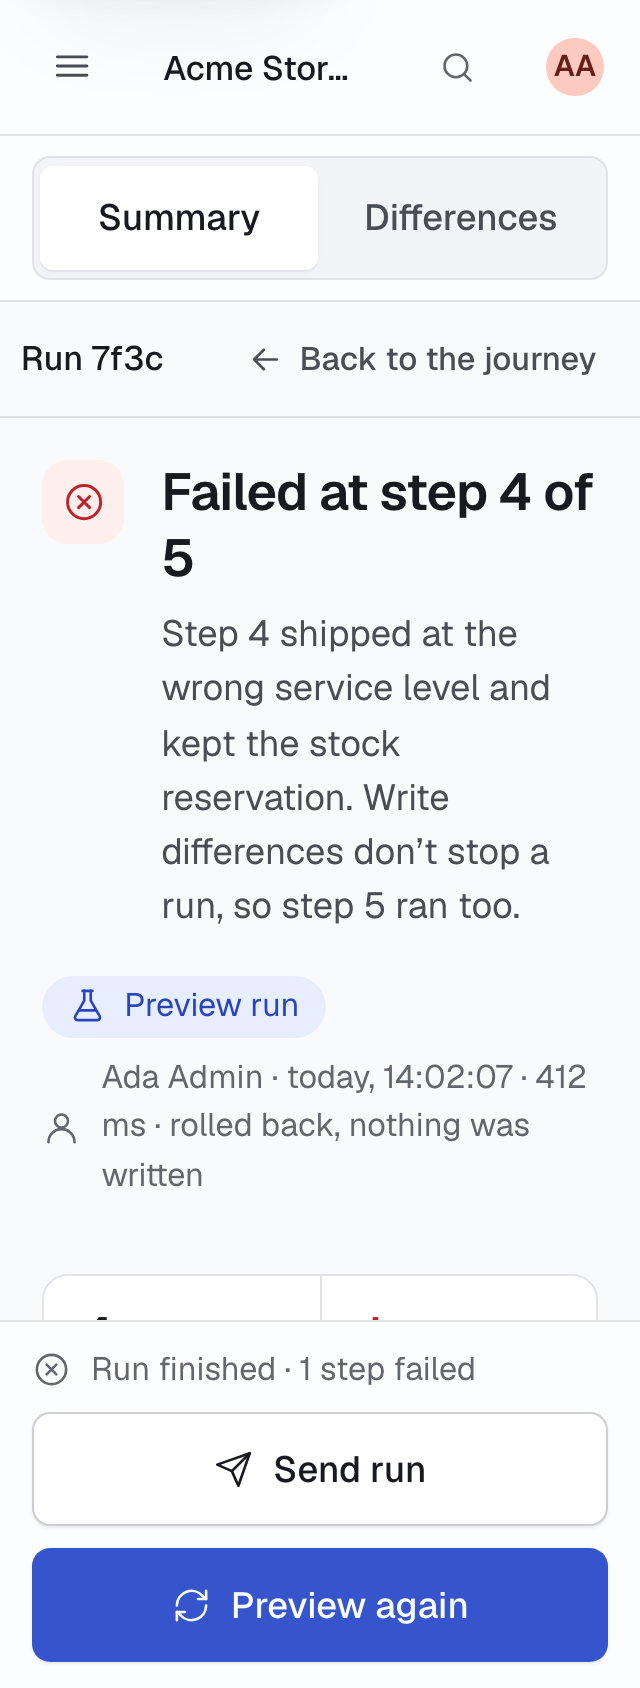 Acme Stor...
AA
Summary
Differences
Run 7f3c
Back to the journey
Failed at step 4 of
5
Step 4 shipped at the
wrong service level and
kept the stock
reservation. Write
differences don’t stop a
run, so step 5 ran too.
Preview run
Ada Admin · today, 14:02:07 · 412
ms · rolled back, nothing was
written
Run finished · 1 step failed
Send run
Preview again